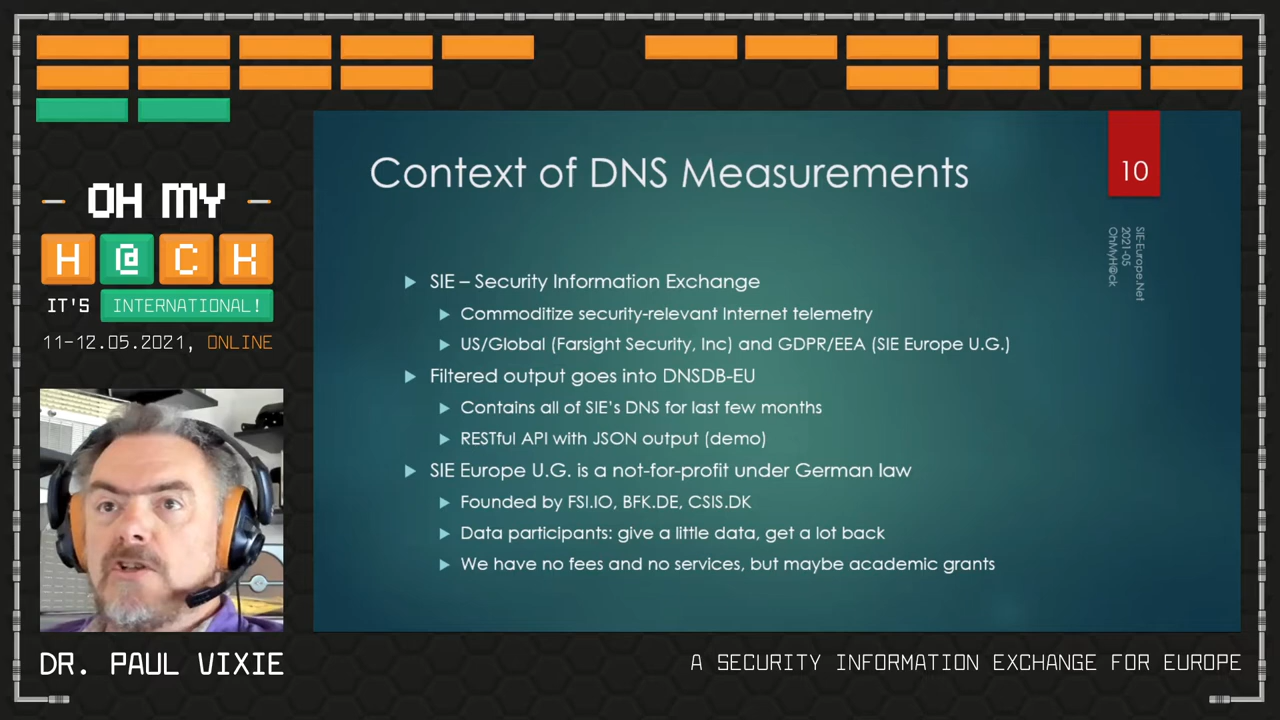 OH MY
H@CK
IT'S INTERNATIONAL!
11-12.05.2021, ONLINE
Context of DNS Measurements
10
SIE-Europe.Net
2021-05
OhMyH@ck
SIE – Security Information Exchange
Commoditize security-relevant Internet telemetry
US/Global (Farsight Security, Inc) and GDPR/EEA (SIE Europe U.G.)
Filtered output goes into DNSDB-EU
Contains all of SIE's DNS for last few months
RESTful API with JSON output (demo)
SIE Europe U.G. is a not-for-profit under German law
Founded by FSI.IO, BFK.DE, CSIS.DK
Data participants: give a little data, get a lot back
We have no fees and no services, but maybe academic grants
DR. PAUL VIXIE
A SECURITY INFORMATION EXCHANGE FOR EUROPE